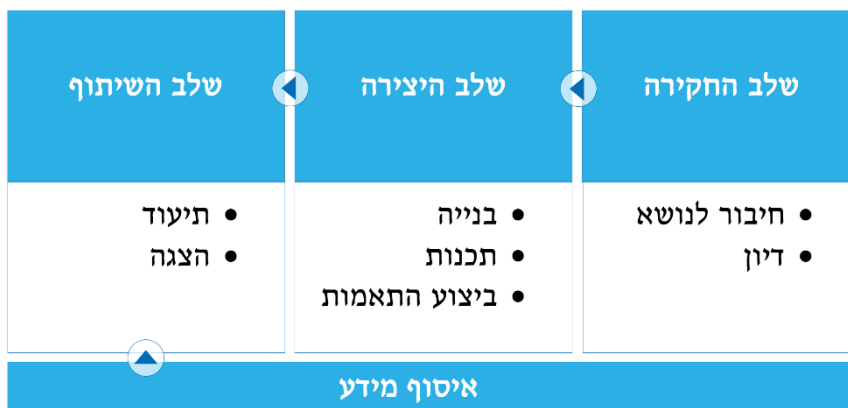 שלב החקירה
• חיבור לנושא
• דיון
שלב היצירה
• בנייה
• תכנות
• ביצוע התאמות
שלב השיתוף
• תיעוד
• הצגה
איסוף מידע